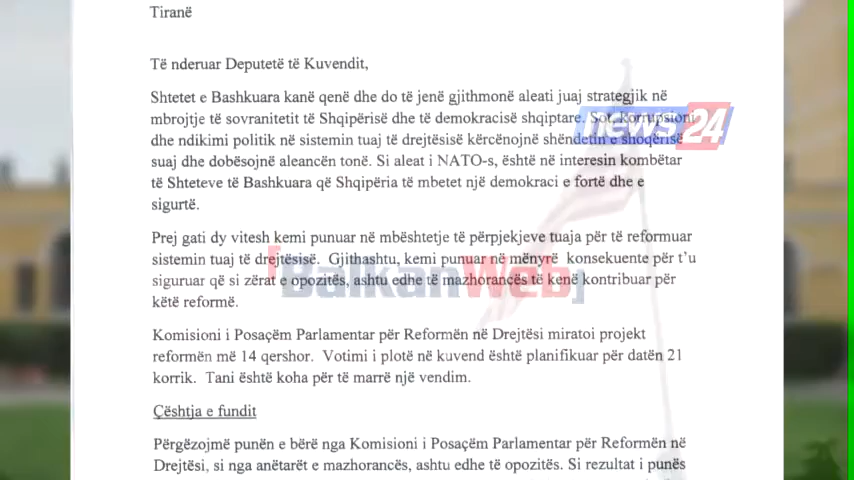 Tiranë
Të nderuar Deputetë të Kuvendit,
Shtetet e Bashkuara kanë qenë dhe do të jenë gjithmonë aleati juaj strategjik në
mbrojtje të sovranitetit të Shqipërisë dhe të demokracisë shqiptare. Sot, korrupsioni
dhe ndikimi politik në sistemin tuaj të drejtësisë kërcënojnë shëndetin e shoqërisë
suaj dhe dobësojnë aleancën tonë. Si aleat i NATO-s, është në interesin kombëtar
të Shteteve të Bashkuara që Shqipëria të mbetet një demokraci e fortë dhe e
sigurtë.
news 24
Prej gati dy vitesh kemi punuar në mbështetje të përpjekjeve tuaja për të reformuar
sistemin tuaj të drejtësisë. Gjithashtu, kemi punuar në mënyrë konsekuente për t'u
siguruar që si zërat e opozitës, ashtu edhe të mazhorancës të kenë kontribuar për
këtë reformë.
[BalkanWeb]
Komisioni i Posaçëm Parlamentar për Reformën në Drejtësi miratoi projekt
reformën më 14 qershor. Votimi i plotë në kuvend është planifikuar për datën 21
korrik. Tani është koha për të marrë një vendim.
Çështja e fundit
Përgëzojmë punën e bërë nga Komisioni i Posaçëm Parlamentar për Reformën në
Drejtësi, si nga anëtarët e mazhorancës, ashtu edhe të opozitës. Si rezultat i punës